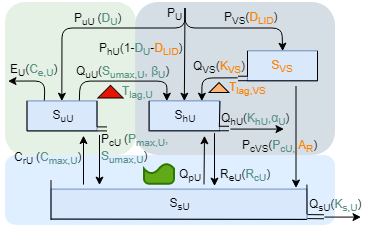 P_U
P_uU(D_U)
P_VS(D_LID)
P_hU(1-D_U-D_LID)
E_U(C_e,U)
Q_uU(S_umax,U, β_U)
Q_VS(K_VS)
S_VS
T_lag,U
T_lag,VS
S_uU
S_hU
Q_hU(K_hU,α_U)
P_cU(P_max,U,
S_umax,U)
P_cVS(P_cU, A_R)
C_rU(C_max,U)
Q_pU
R_eU(R_cU)
S_sU
Q_sU(K_s,U)